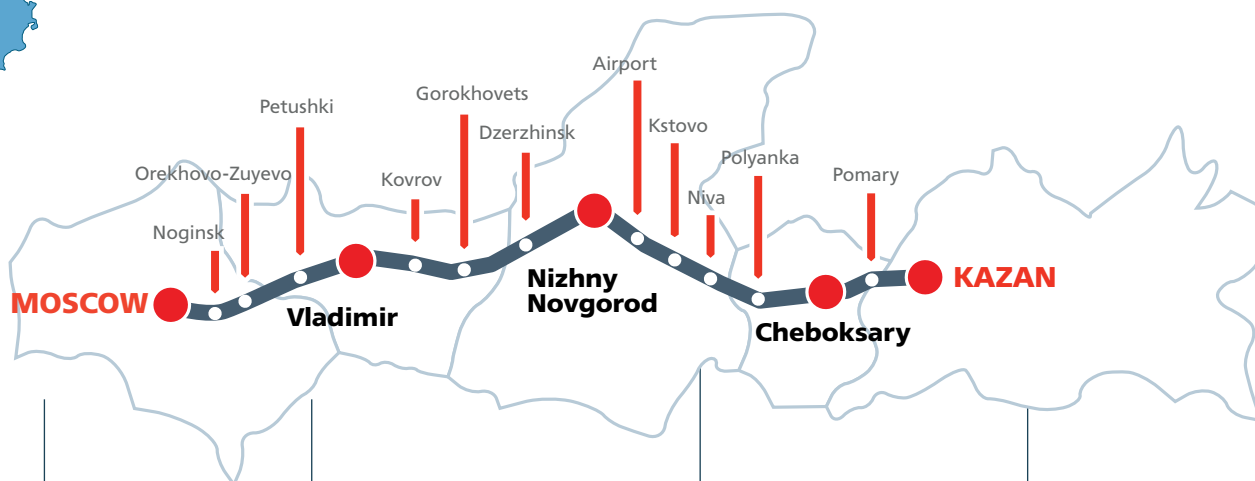 Airport
Gorokhovets
Petushki
Kstovo
Dzerzhinsk
Polyanka
Orekhovo-Zuyevo
Kovrov
Pomary
Niva
Noginsk
MOSCOW
Vladimir
Nizhny
Novgorod
KAZAN
Cheboksary